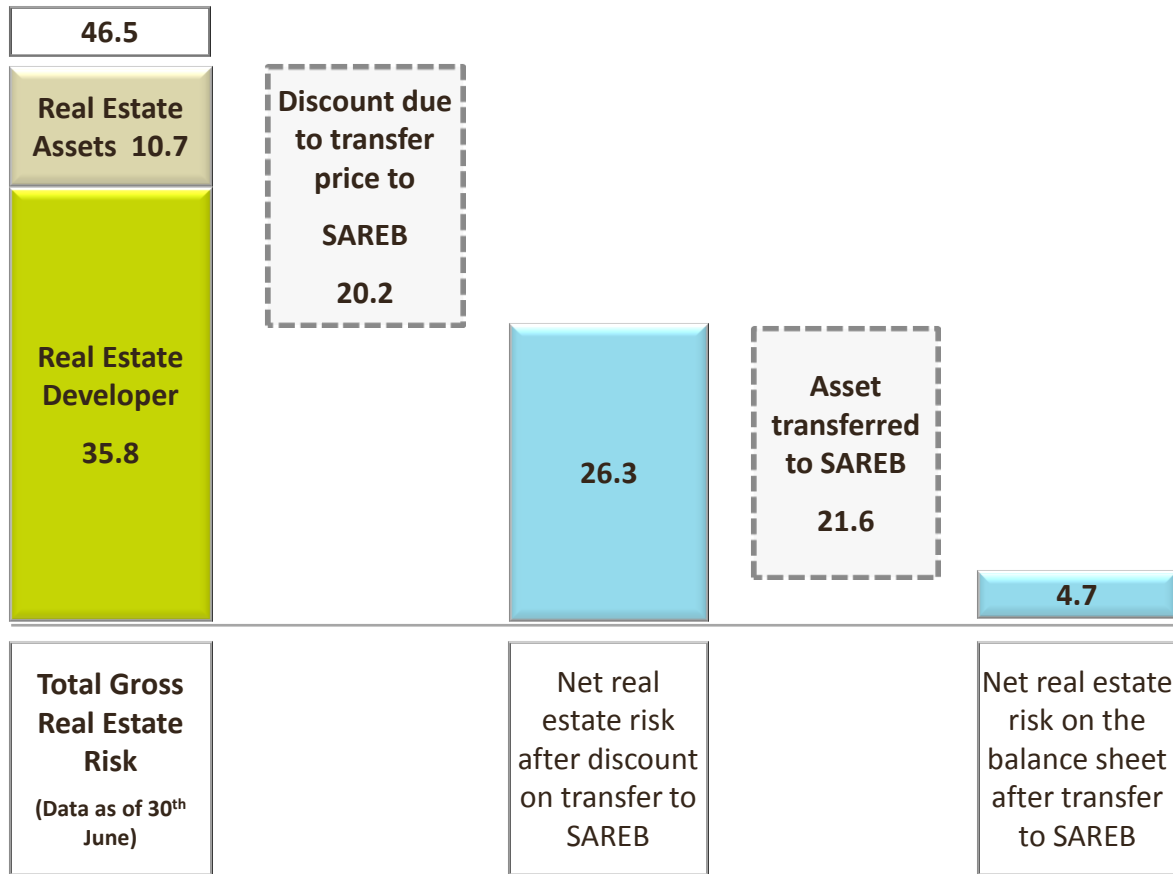 46.5
Real Estate
Assets 10.7
Real Estate
Developer
35.8
Discount due
to transfer
price to
SAREB
20.2
26.3
Asset
transferred
to SAREB
21.6
4.7
Total Gross
Real Estate
Risk
(Data as of 30th
June)
Net real
estate risk
after discount
on transfer to
SAREB
Net real estate
risk on the
balance sheet
after transfer
to SAREB